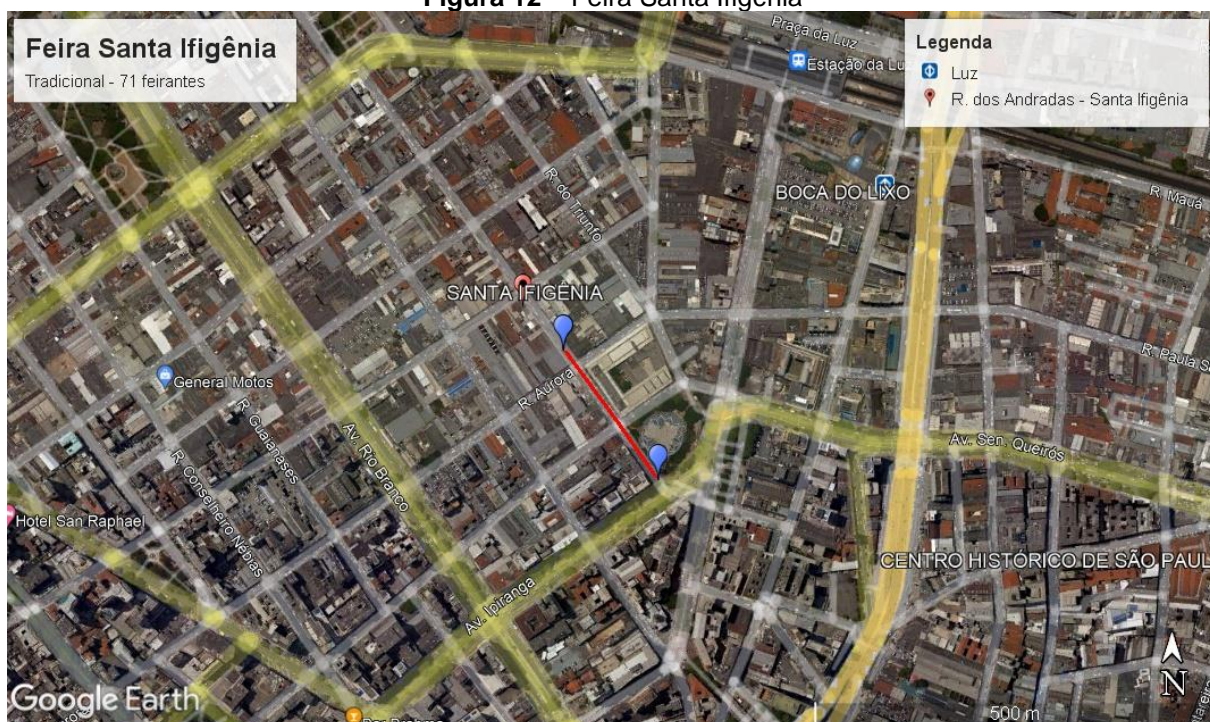 Figura 12 – Feira Santa Ifigênia
Feira Santa Ifigênia
Tradicional - 71 feirantes
Legenda
Luz
R. dos Andradas - Santa Ifigênia
Praça da Luz
Estação da Lu
R. do Triunfo
BOCA DO LIXO
R. Mauá
SANTA IFIGÊNIA
R. Paula S
General Motos
R. Aurora
R. Guaianases
Av. Rio Branco
Av. Sen. Queirós
R. Conselheiro Nébias
Hotel San Raphael
CENTRO HISTÓRICO DE SÃO PAUL
Av. Ipiranga
N
Google Earth
500 m